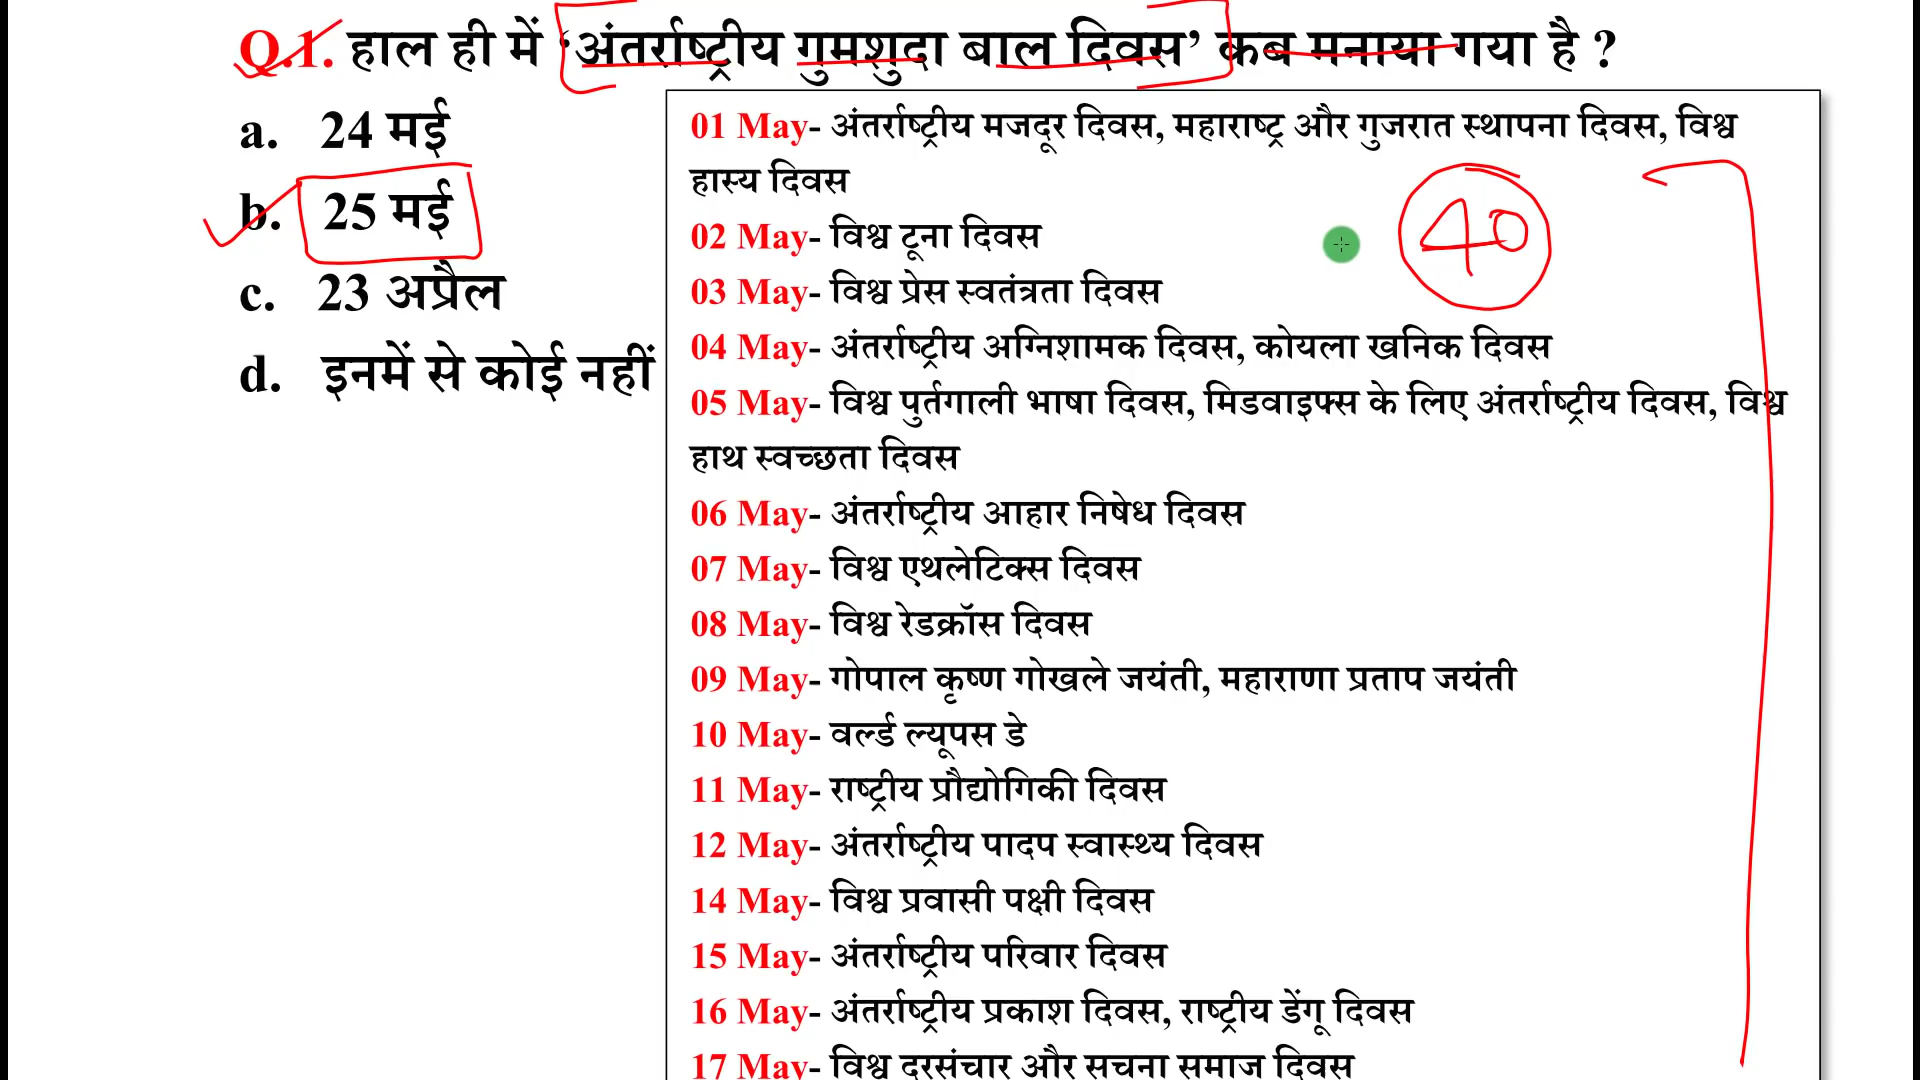 Q.1. हाल ही में ‘अंतर्राष्ट्रीय गुमशुदा बाल दिवस’ कब मनाया गया है ?
a. 24 मई
b. 25 मई
c. 23 अप्रैल
d. इनमें से कोई नहीं
01 May- अंतर्राष्ट्रीय मजदूर दिवस, महाराष्ट्र और गुजरात स्थापना दिवस, विश्व
हास्य दिवस
40
02 May- विश्व टूना दिवस
03 May- विश्व प्रेस स्वतंत्रता दिवस
04 May- अंतर्राष्ट्रीय अग्निशामक दिवस, कोयला खनिक दिवस
05 May- विश्व पुर्तगाली भाषा दिवस, मिडवाइफ्स के लिए अंतर्राष्ट्रीय दिवस, विश्व
हाथ स्वच्छता दिवस
06 May- अंतर्राष्ट्रीय आहार निषेध दिवस
07 May- विश्व एथलेटिक्स दिवस
08 May- विश्व रेडक्रॉस दिवस
09 May- गोपाल कृष्ण गोखले जयंती, महाराणा प्रताप जयंती
10 May- वर्ल्ड ल्यूपस डे
11 May- राष्ट्रीय प्रौद्योगिकी दिवस
12 May- अंतर्राष्ट्रीय पादप स्वास्थ्य दिवस
14 May- विश्व प्रवासी पक्षी दिवस
15 May- अंतर्राष्ट्रीय परिवार दिवस
16 May- अंतर्राष्ट्रीय प्रकाश दिवस, राष्ट्रीय डेंगू दिवस
17 May- विश्व दूरसंचार और सूचना समाज दिवस